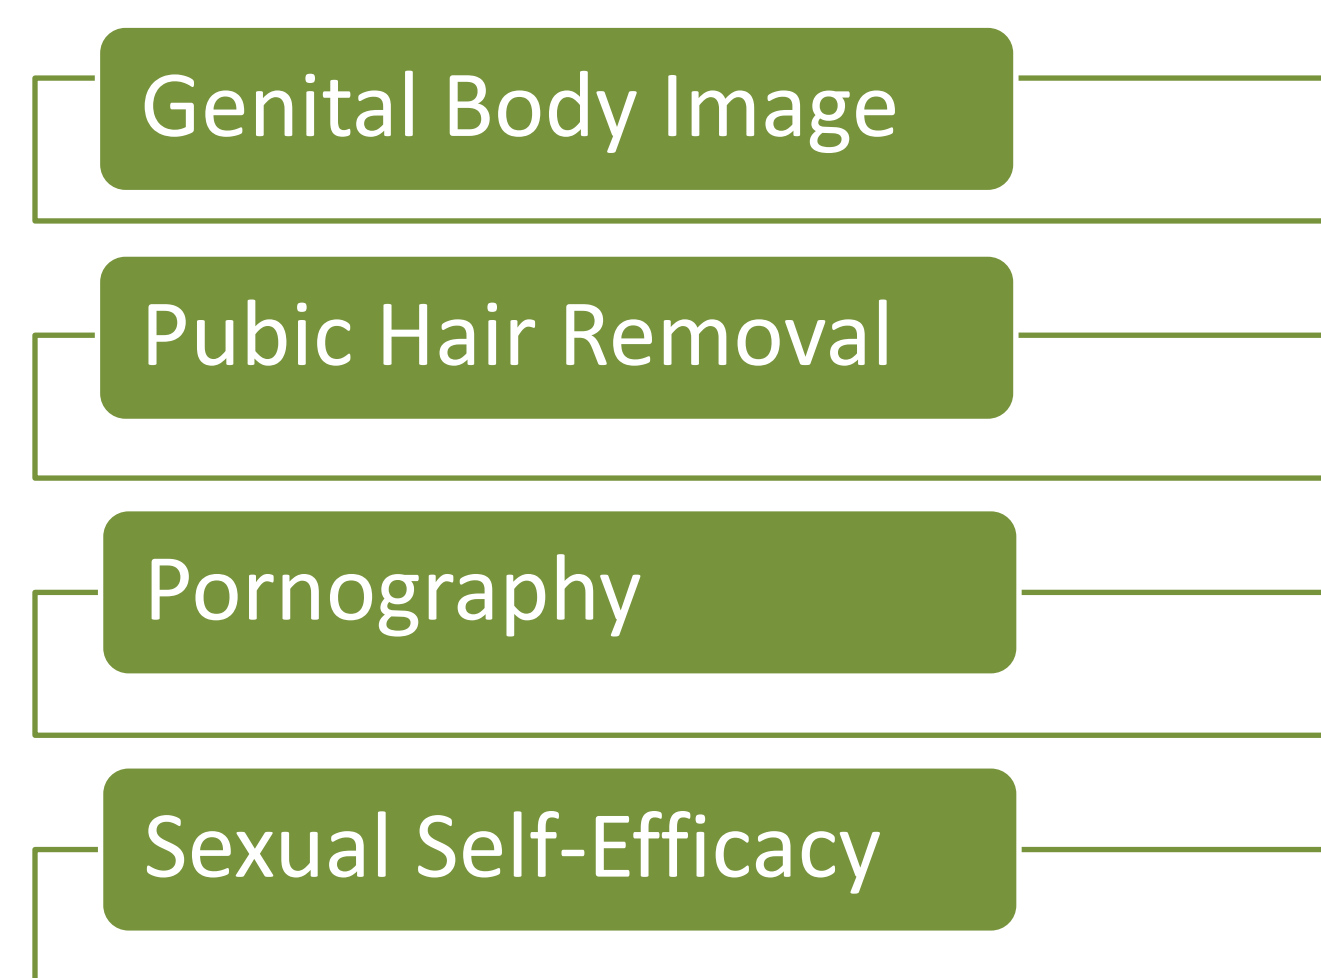 Genital Body Image
Pubic Hair Removal
Pornography
Sexual Self-Efficacy